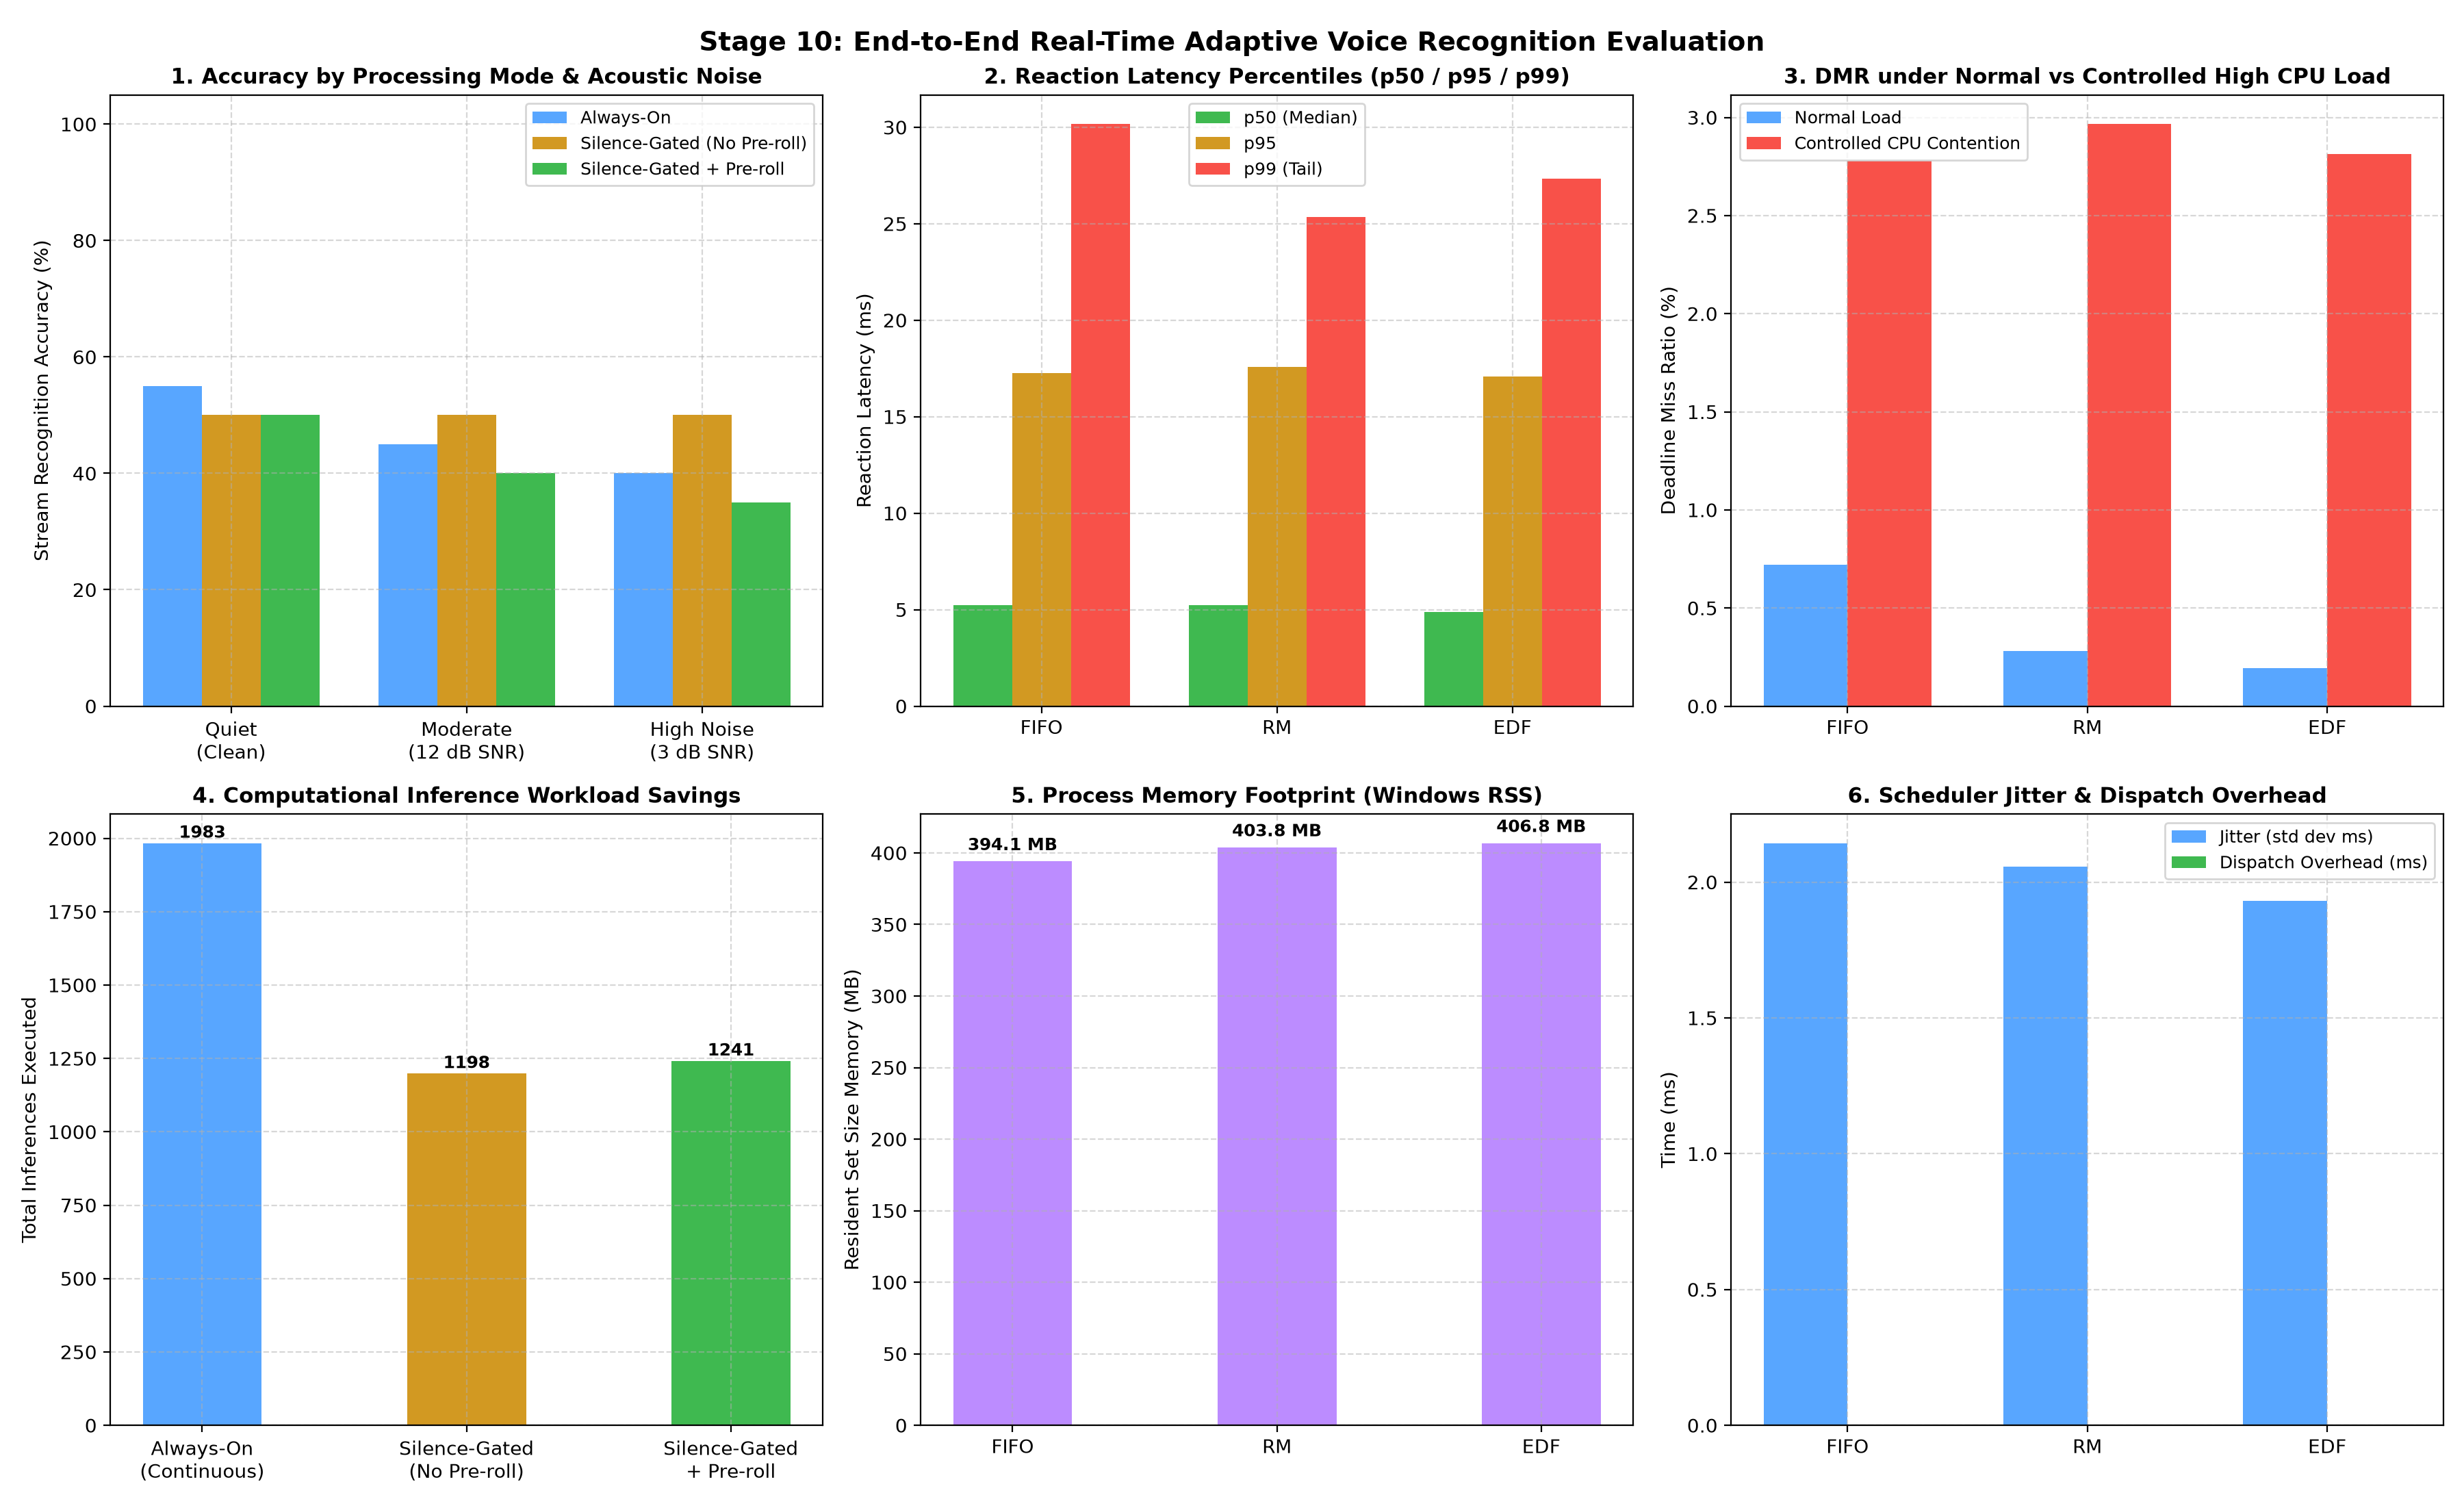 Stage 10: End-to-End Real-Time Adaptive Voice Recognition Evaluation
1. Accuracy by Processing Mode & Acoustic Noise
Stream Recognition Accuracy (%)
100
80
60
40
20
0
Always-On
Silence-Gated (No Pre-roll)
Silence-Gated + Pre-roll
Quiet
(Clean)
Moderate
(12 dB SNR)
High Noise
(3 dB SNR)
2. Reaction Latency Percentiles (p50 / p95 / p99)
Reaction Latency (ms)
30
25
20
15
10
5
0
p50 (Median)
p95
p99 (Tail)
FIFO
RM
EDF
3. DMR under Normal vs Controlled High CPU Load
Deadline Miss Ratio (%)
3.0
2.5
2.0
1.5
1.0
0.5
0.0
Normal Load
Controlled CPU Contention
FIFO
RM
EDF
4. Computational Inference Workload Savings
Total Inferences Executed
2000
1750
1500
1250
1000
750
500
250
0
1983
1198
1241
Always-On
(Continuous)
Silence-Gated
(No Pre-roll)
Silence-Gated
+ Pre-roll
5. Process Memory Footprint (Windows RSS)
Resident Set Size Memory (MB)
400
350
300
250
200
150
100
50
0
394.1 MB
403.8 MB
406.8 MB
FIFO
RM
EDF
6. Scheduler Jitter & Dispatch Overhead
Time (ms)
2.0
1.5
1.0
0.5
0.0
Jitter (std dev ms)
Dispatch Overhead (ms)
FIFO
RM
EDF